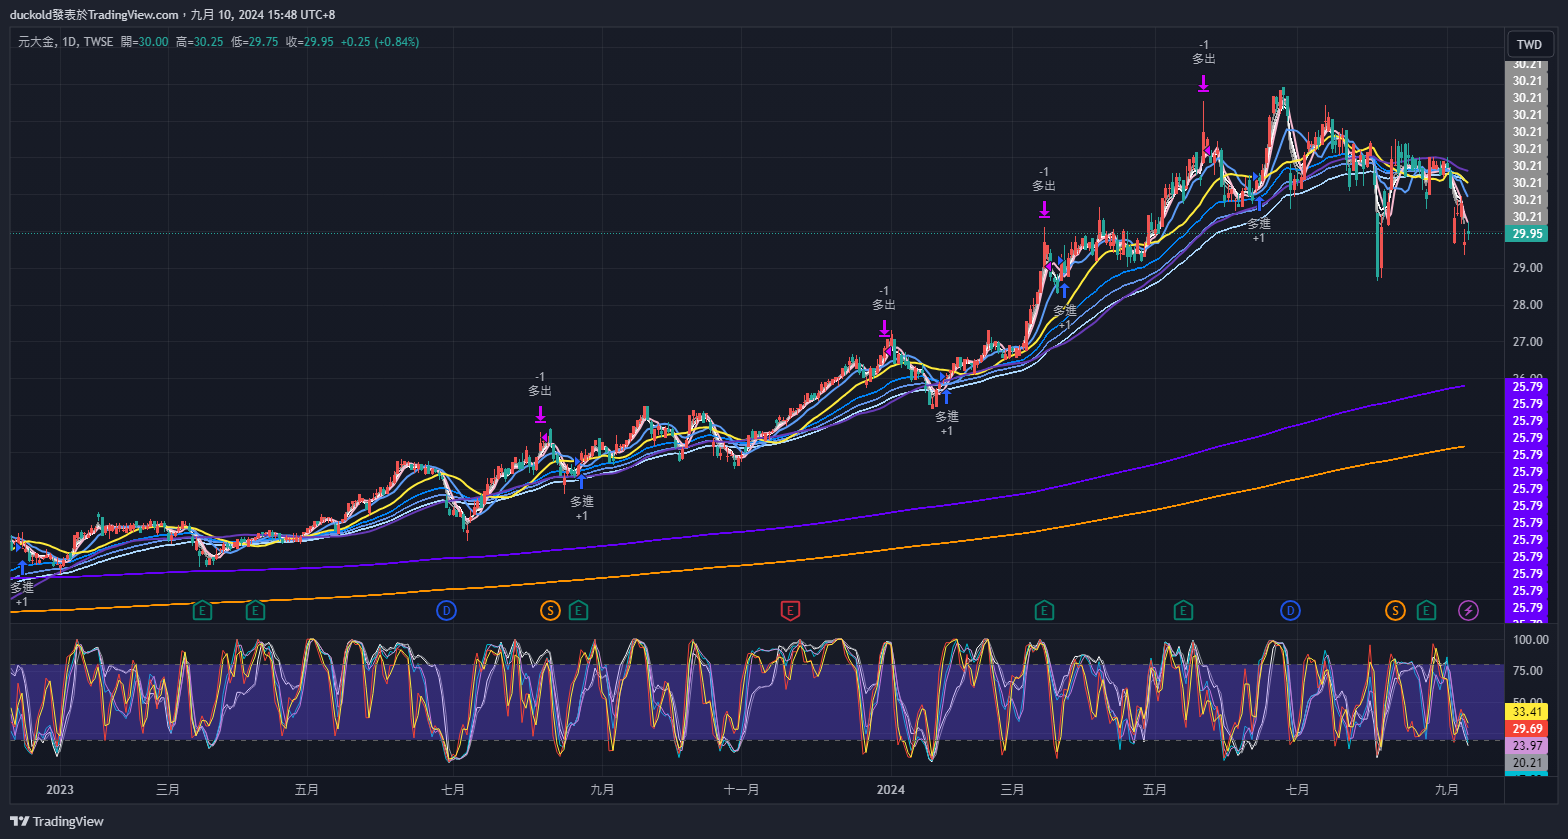 duckold發表於TradingView.com，九月 10, 2024 15:48 UTC+8
元大金, 1D, TWSE 開=30.00 高=30.25 低=29.75 收=29.95 +0.25 (+0.84%)
TWD
30.21
30.21
30.21
30.21
30.21
30.21
30.21
30.21
30.21
30.21
29.95
29.00
28.00
27.00
26.00
25.79
25.79
25.79
25.79
25.79
25.79
25.79
25.79
25.79
25.79
25.79
25.79
25.79
25.79
-1
多出
-1
多出
-1
多出
-1
多出
多進
+1
多進
+1
多進
+1
多進
+1
多進
+1
E
E
D
S
E
E
E
E
D
S
E
100.00
75.00
50.00
33.41
29.69
23.97
20.21
2023
三月
五月
七月
九月
十一月
2024
三月
五月
七月
九月
TradingView